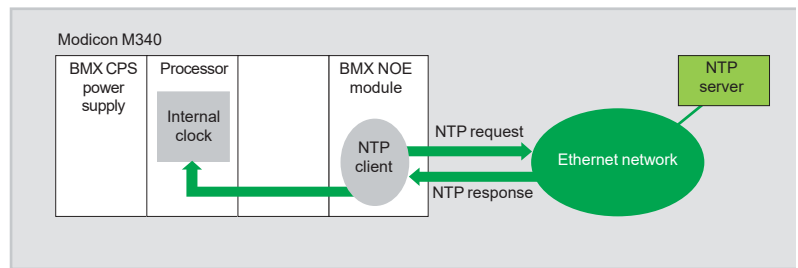 Modicon M340
BMX CPS
power
supply
Processor
BMX NOE
module
NTP
server
Internal
clock
NTP
client
NTP request
Ethernet network
NTP response